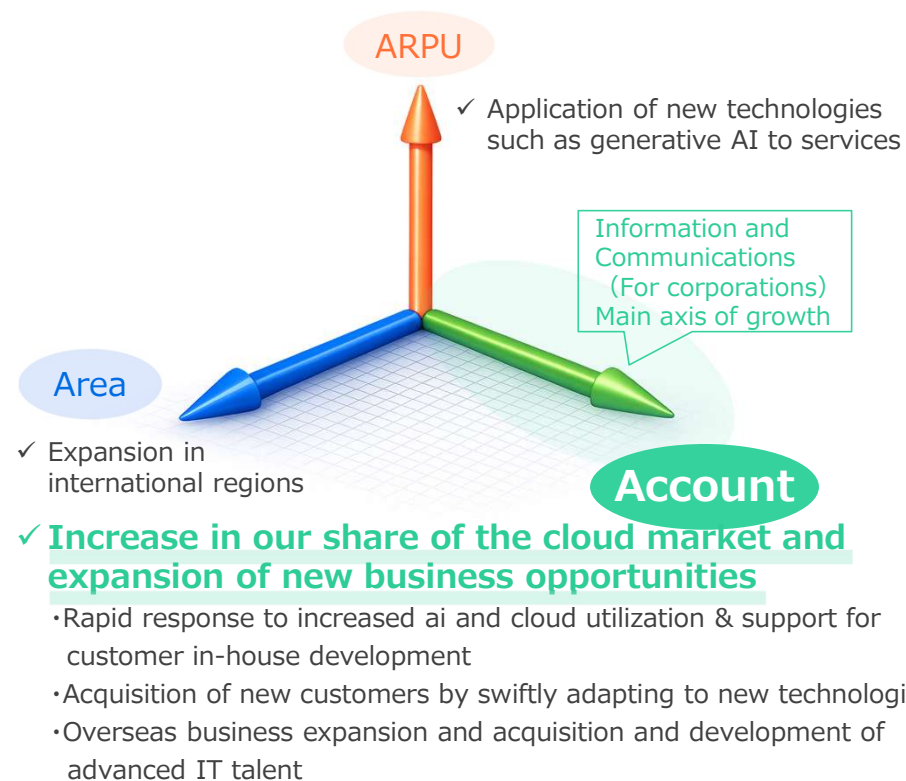 ARPU
✓ Application of new technologies
such as generative AI to services
Information and
Communications
（For corporations）
Main axis of growth
Area
✓ Expansion in
international regions
Account
✓ Increase in our share of the cloud market and
expansion of new business opportunities
・Rapid response to increased ai and cloud utilization & support for
customer in-house development
・Acquisition of new customers by swiftly adapting to new technologi
・Overseas business expansion and acquisition and development of
advanced IT talent